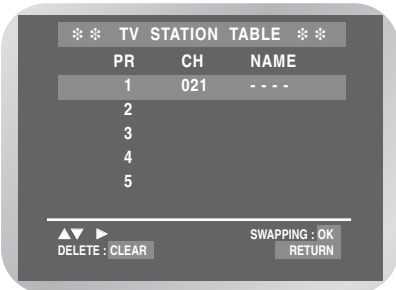 ❇ ❇ TV STATION TABLE ❇ ❇
PR CH NAME
1 021 - - - -
2
3
4
5
▲▼ ► SWAPPING : OK
DELETE : CLEAR RETURN